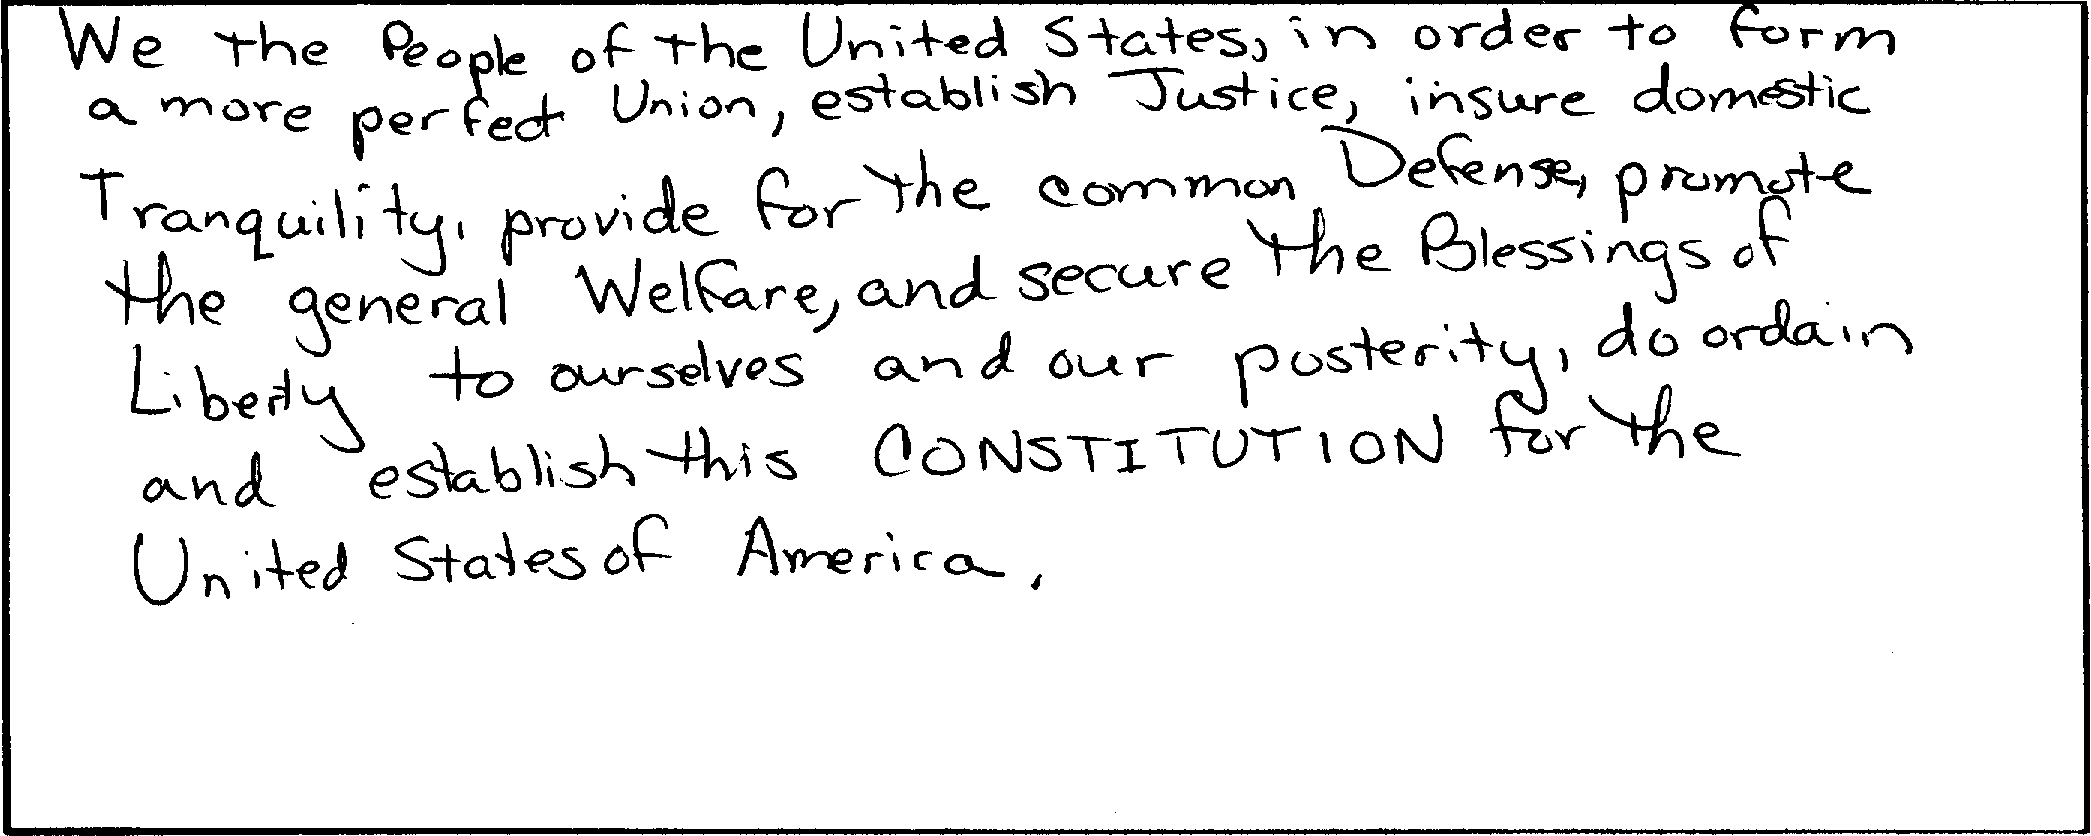 We the People of the United States, in order to form
a more perfect Union, establish Justice, insure domestic
Tranquility, provide for the common Defense, promote
the general Welfare, and secure the Blessings of
Liberty to ourselves and our posterity, do ordain
and establish this CONSTITUTION for the
United States of America.